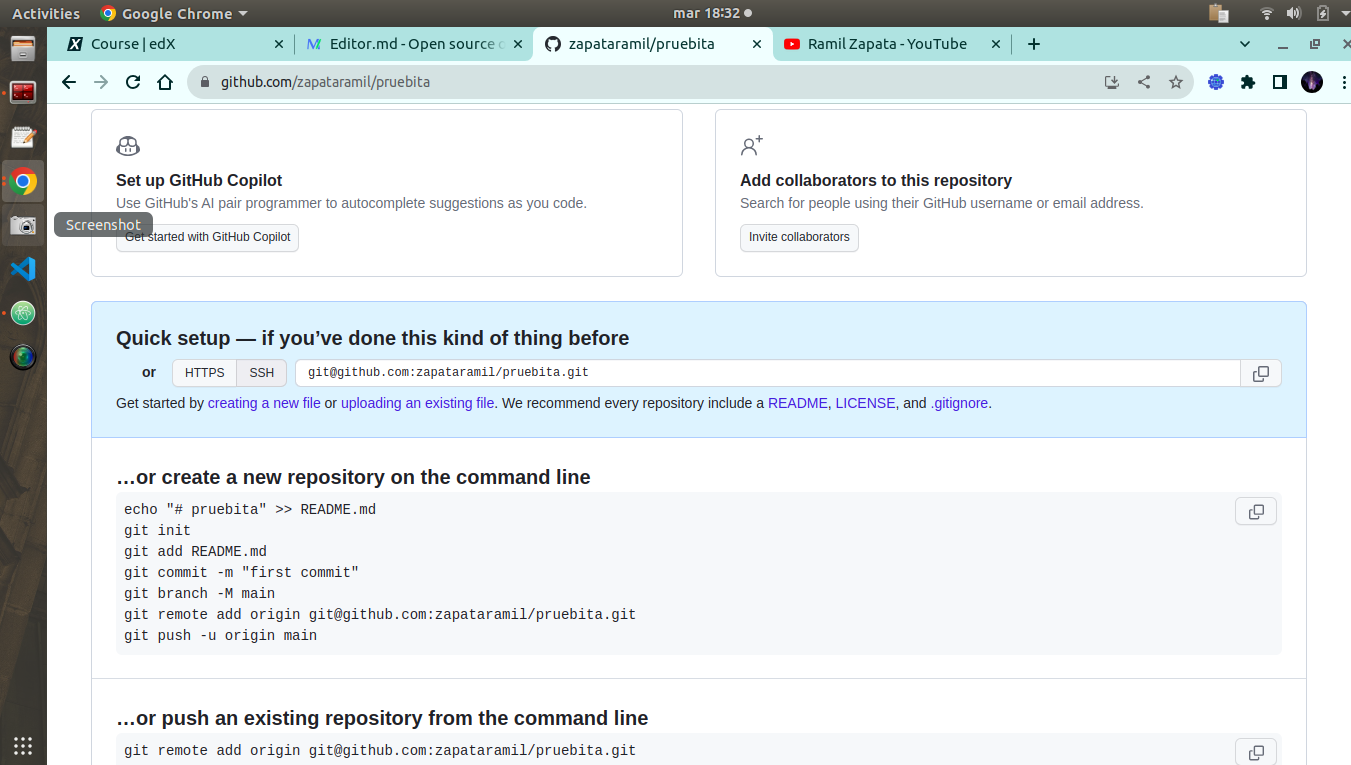 Activities Google Chrome mar 18:32
Course | edX Editor.md - Open source zapataramil/pruebita Ramil Zapata - YouTube
github.com/zapataramil/pruebita
Set up GitHub Copilot
Use GitHub's AI pair programmer to autocomplete suggestions as you code.
Get started with GitHub Copilot
Add collaborators to this repository
Search for people using their GitHub username or email address.
Invite collaborators
Screenshot
Quick setup — if you’ve done this kind of thing before
or HTTPS SSH git@github.com:zapataramil/pruebita.git
Get started by creating a new file or uploading an existing file. We recommend every repository include a README, LICENSE, and .gitignore.
…or create a new repository on the command line
echo "# pruebita" >> README.md
git init
git add README.md
git commit -m "first commit"
git branch -M main
git remote add origin git@github.com:zapataramil/pruebita.git
git push -u origin main
…or push an existing repository from the command line
git remote add origin git@github.com:zapataramil/pruebita.git